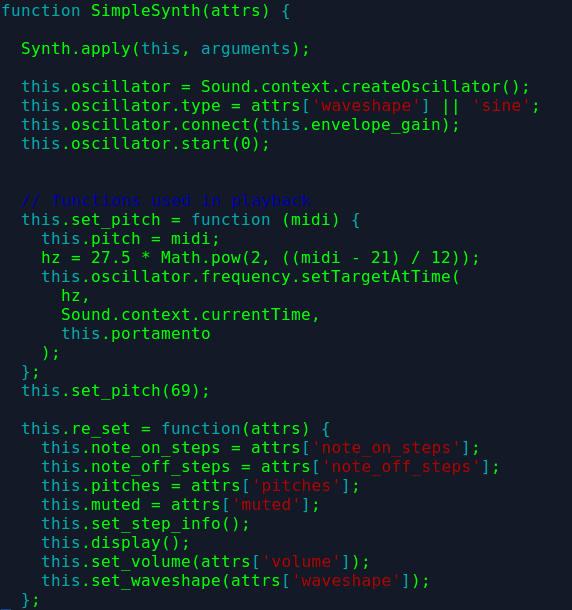 function SimpleSynth(attrs) {
Synth.apply(this, arguments);
this.oscillator = Sound.context.createOscillator();
this.oscillator.type = attrs['waveshape'] || 'sine';
this.oscillator.connect(this.envelope_gain);
this.oscillator.start(0);
// functions used in playback
this.set_pitch = function (midi) {
this.pitch = midi;
hz = 27.5 * Math.pow(2, ((midi - 21) / 12));
this.oscillator.frequency.setTargetAtTime(
hz,
Sound.context.currentTime,
this.portamento
);
};
this.set_pitch(69);
this.re_set = function(attrs) {
this.note_on_steps = attrs['note_on_steps'];
this.note_off_steps = attrs['note_off_steps'];
this.pitches = attrs['pitches'];
this.muted = attrs['muted'];
this.set_step_info();
this.display();
this.set_volume(attrs['volume']);
this.set_waveshape(attrs['waveshape']);
};